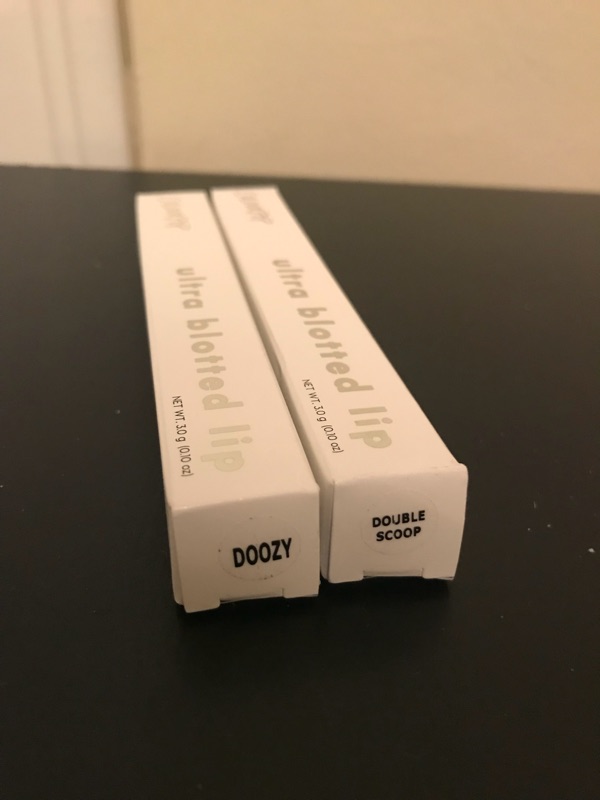 ultra blotted lip
NET WT. 3.0 g (0.10 oz)
DOOZY
ultra blotted lip
NET WT. 3.0 g (0.10 oz)
DOUBLE
SCOOP